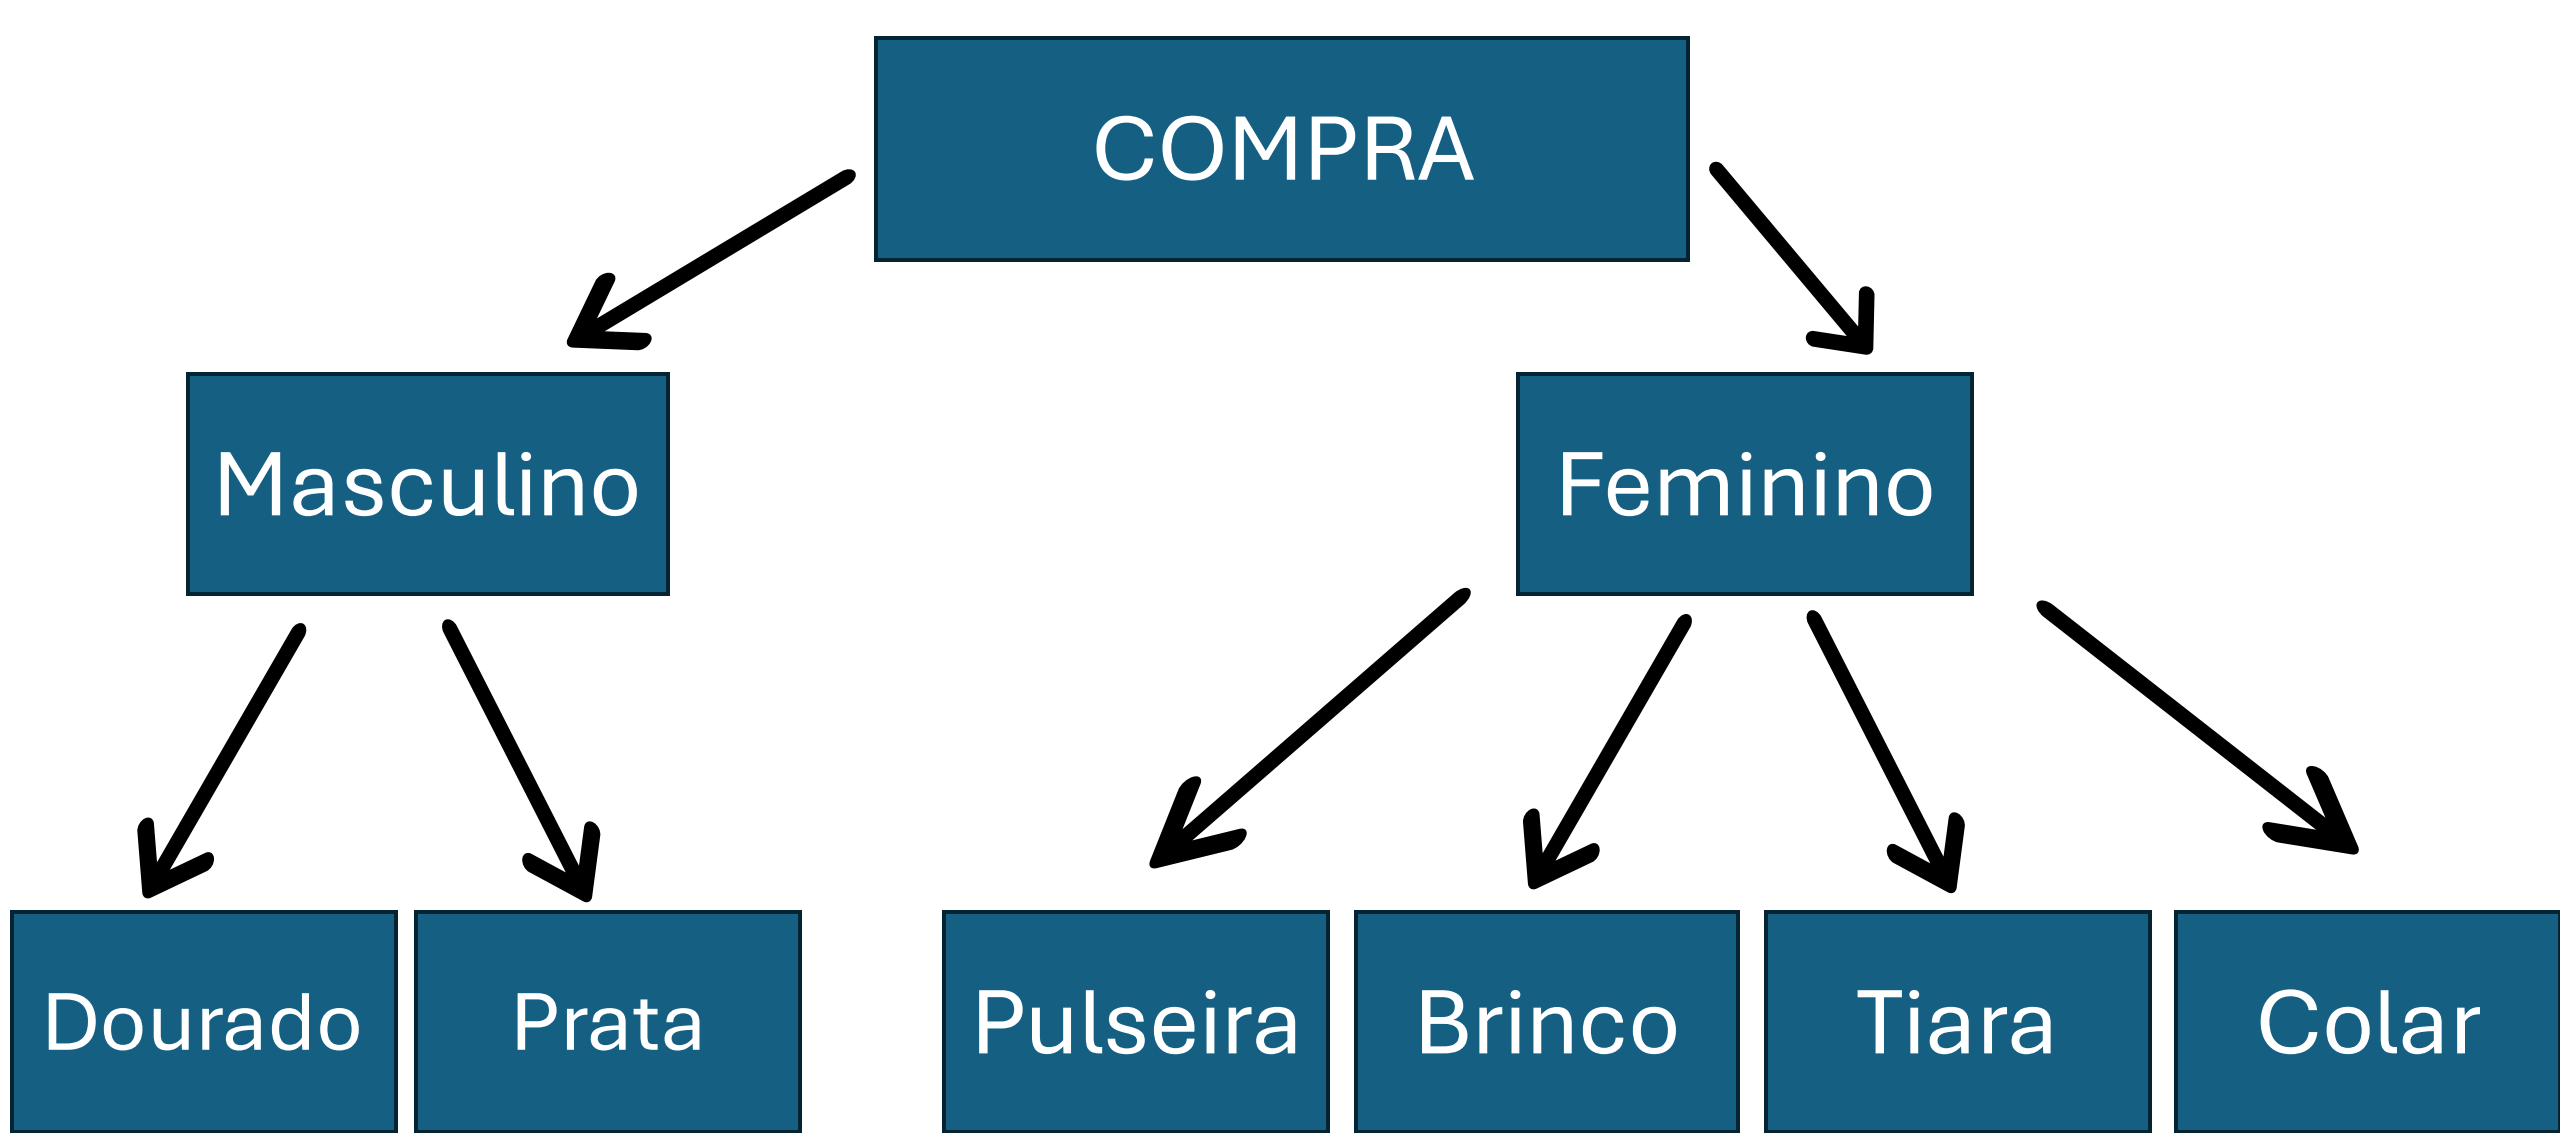 COMPRA
Masculino
Feminino
Dourado
Prata
Pulseira
Brinco
Tiara
Colar